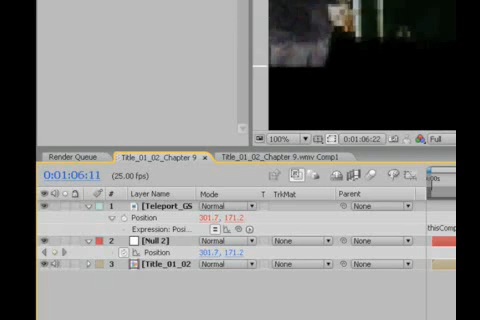 100% 0:01:06:22 Full
Render Queue Title_01_02_Chapter 9 × Title_01_02_Chapter 9.wmv Comp1
0:01:06:11 (25.00 fps)
# Layer Name Mode T TrkMat Parent
1 [Teleport_GS Normal None
Position 301.7, 171.2
Expression: Posi... thisComp
2 [Null 2] Normal None None
Position 301.7, 171.2
3 [Title_01_02 Normal None None